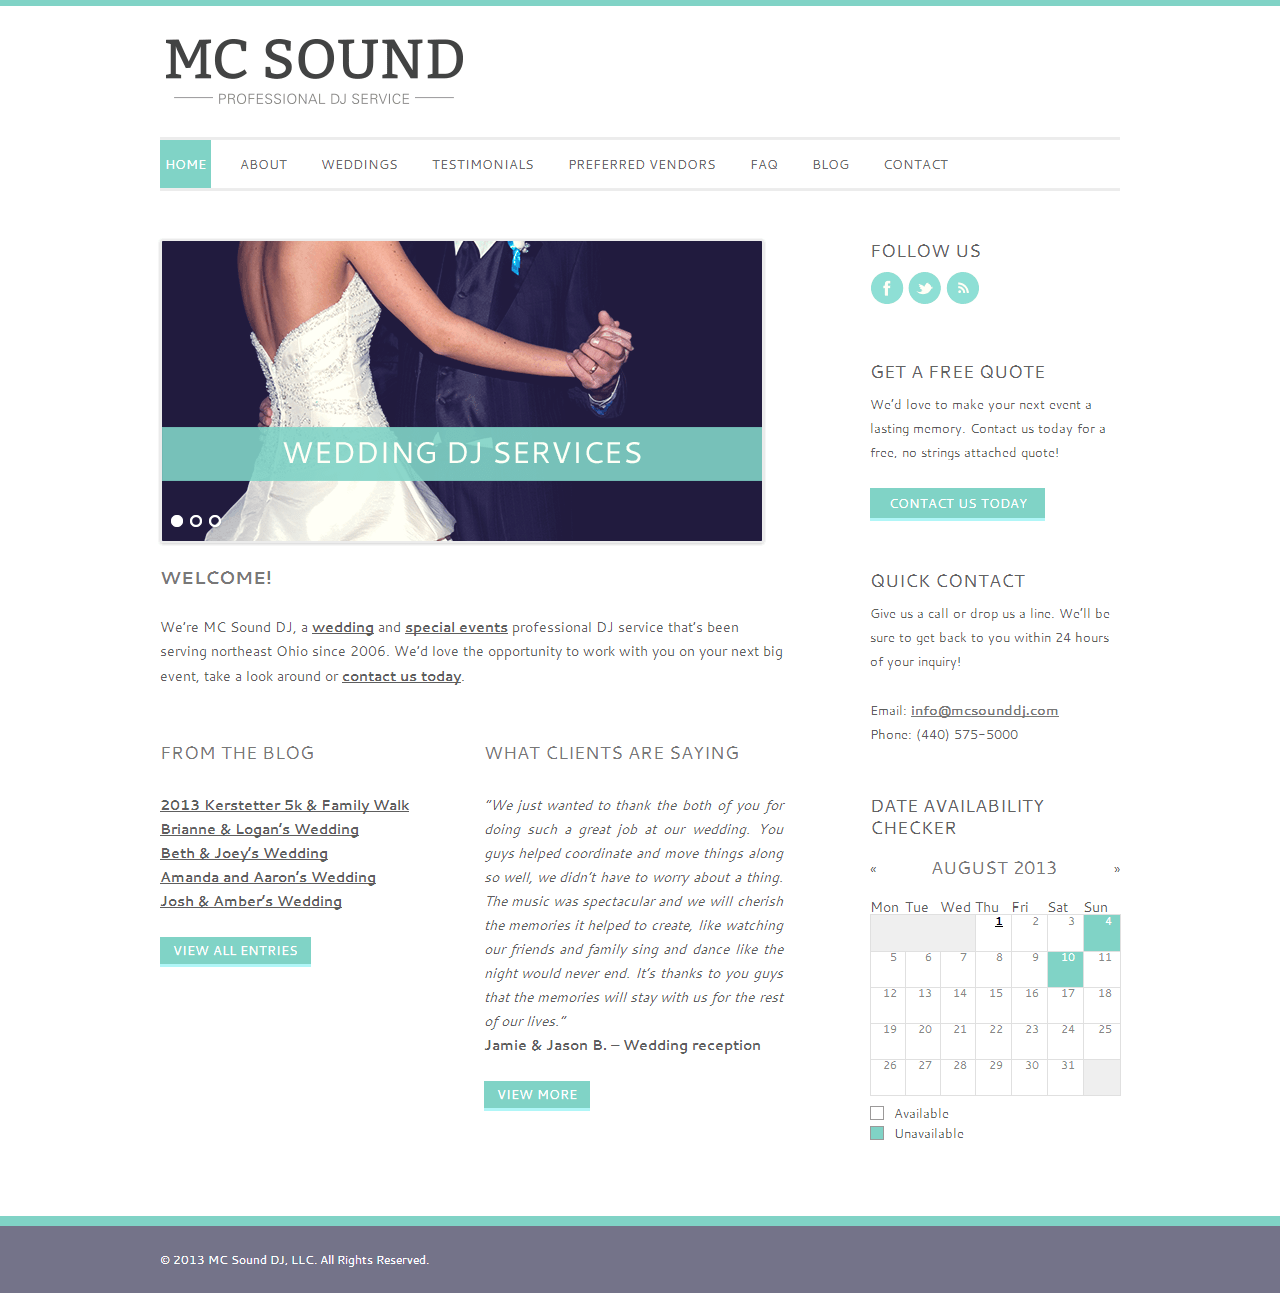 MC SOUND
PROFESSIONAL DJ SERVICE
HOME ABOUT WEDDINGS TESTIMONIALS PREFERRED VENDORS FAQ BLOG CONTACT
WEDDING DJ SERVICES
WELCOME!
We’re MC Sound DJ, a wedding and special events professional DJ service that’s been
serving northeast Ohio since 2006. We’d love the opportunity to work with you on your next big
event, take a look around or contact us today.
FROM THE BLOG
2013 Kerstetter 5k & Family Walk
Brianne & Logan’s Wedding
Beth & Joey’s Wedding
Amanda and Aaron’s Wedding
Josh & Amber’s Wedding
VIEW ALL ENTRIES
WHAT CLIENTS ARE SAYING
“We just wanted to thank the both of you for
doing such a great job at our wedding. You
guys helped coordinate and move things along
so well, we didn’t have to worry about a thing.
The music was spectacular and we will cherish
the memories it helped to create, like watching
our friends and family sing and dance like the
night would never end. It’s thanks to you guys
that the memories will stay with us for the rest
of our lives.”
Jamie & Jason B. – Wedding reception
VIEW MORE
FOLLOW US
GET A FREE QUOTE
We’d love to make your next event a
lasting memory. Contact us today for a
free, no strings attached quote!
CONTACT US TODAY
QUICK CONTACT
Give us a call or drop us a line. We’ll be
sure to get back to you within 24 hours
of your inquiry!
Email: info@mcsounddj.com
Phone: (440) 575-5000
DATE AVAILABILITY
CHECKER
« AUGUST 2013 »
Mon Tue Wed Thu Fri Sat Sun
1 2 3 4
5 6 7 8 9 10 11
12 13 14 15 16 17 18
19 20 21 22 23 24 25
26 27 28 29 30 31
Available
Unavailable
© 2013 MC Sound DJ, LLC. All Rights Reserved.